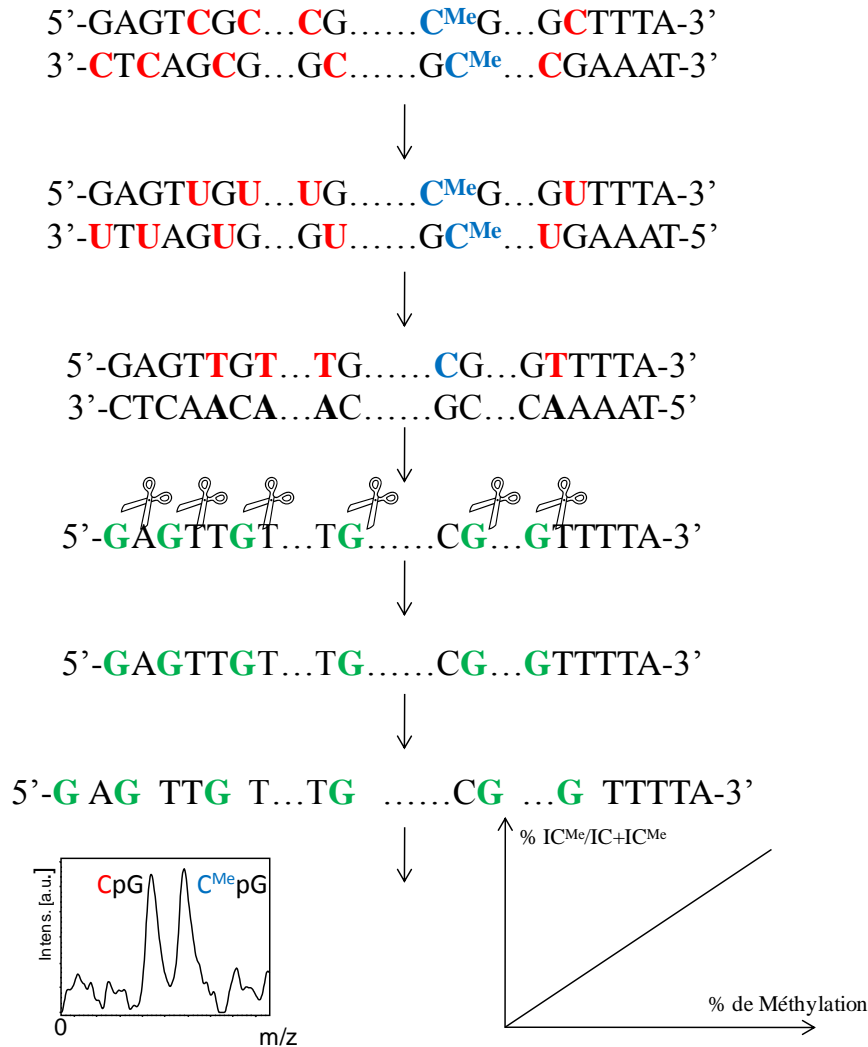 5’-GAGTCGC...CG......CᴹᵉG...GCTTTA-3’
3’-CTCAGCG...GC......GCᴹᵉ...CGAAAT-3’
5’-GAGTUGU...UG......CᴹᵉG...GUTTTA-3’
3’-UTUAGUG...GU......GCᴹᵉ...UGAAAT-5’
5’-GAGTTGT...TG......CG...GTTTTA-3’
3’-CTCAACA...AC......GC...CAAAAT-5’
5’-GAGTTGT...TG......CG...GTTTTA-3’
5’-GAGTTGT...TG......CG...GTTTTA-3’
5’-G AG TTG T...TG ......CG ...G TTTTA-3’
% ICᴹᵉ/IC+ICᴹᵉ
CpG CᴹᵉpG
Intens. [a.u.]
% de Méthylation
0
m/z